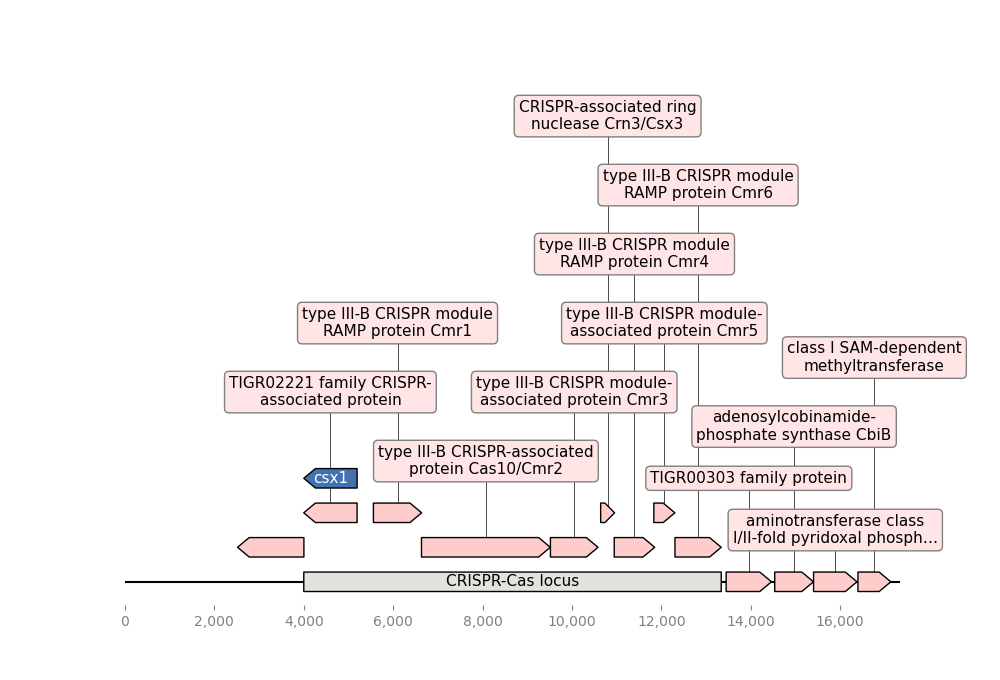 CRISPR-associated ring
nuclease Crn3/Csx3
type III-B CRISPR module
RAMP protein Cmr6
type III-B CRISPR module
RAMP protein Cmr4
type III-B CRISPR module
RAMP protein Cmr1
type III-B CRISPR module-
associated protein Cmr5
class I SAM-dependent
methyltransferase
TIGR02221 family CRISPR-
associated protein
type III-B CRISPR module-
associated protein Cmr3
adenosylcobinamide-
phosphate synthase CbiB
type III-B CRISPR-associated
protein Cas10/Cmr2
csx1
TIGR00303 family protein
aminotransferase class
I/II-fold pyridoxal phosph…
CRISPR-Cas locus
0 2,000 4,000 6,000 8,000 10,000 12,000 14,000 16,000